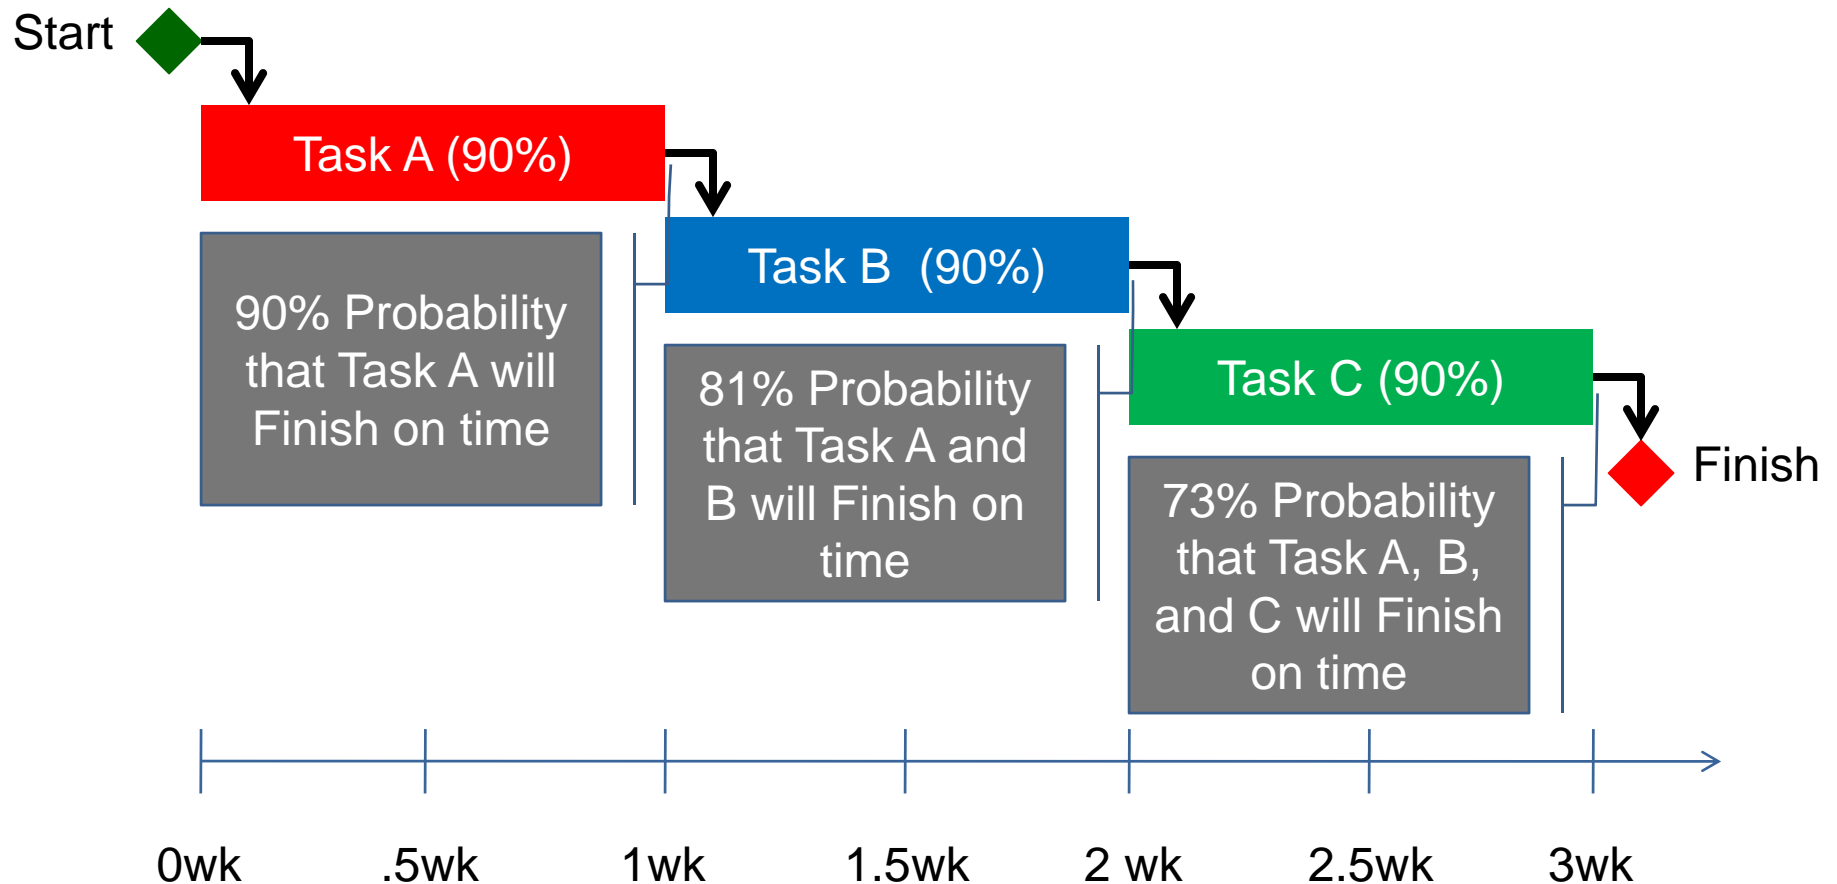 Start
Task A (90%)
Task B (90%)
90% Probability
that Task A will
Finish on time
Task C (90%)
81% Probability
that Task A and
B will Finish on
time
Finish
73% Probability
that Task A, B,
and C will Finish
on time
0wk .5wk 1wk 1.5wk 2 wk 2.5wk 3wk